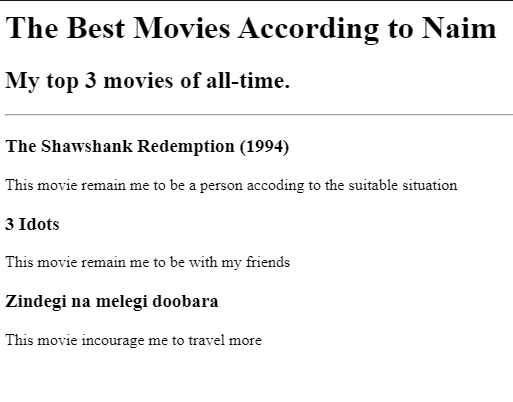 The Best Movies According to Naim
My top 3 movies of all-time.
The Shawshank Redemption (1994)
This movie remain me to be a person accoding to the suitable situation
3 Idots
This movie remain me to be with my friends
Zindegi na melegi doobara
This movie incourage me to travel more